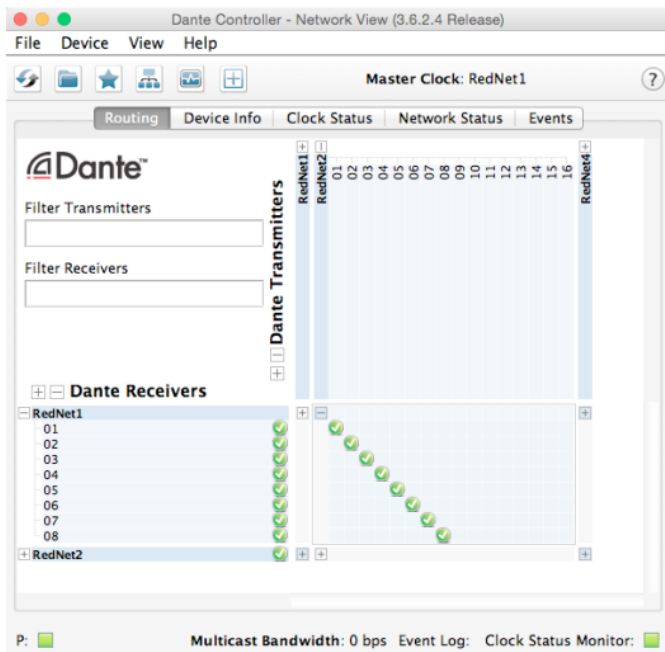 Dante Controller - Network View (3.6.2.4 Release)
File Device View Help
Master Clock: RedNet1
?
Routing Device Info Clock Status Network Status Events
Dante™
Filter Transmitters
Filter Receivers
Dante Transmitters
RedNet1
RedNet2
01 02 03 04 05 06 07 08 09 10 11 12 13 14 15 16
RedNet4
Dante Receivers
RedNet1
01
02
03
04
05
06
07
08
RedNet2
P: Multicast Bandwidth: 0 bps Event Log: Clock Status Monitor: